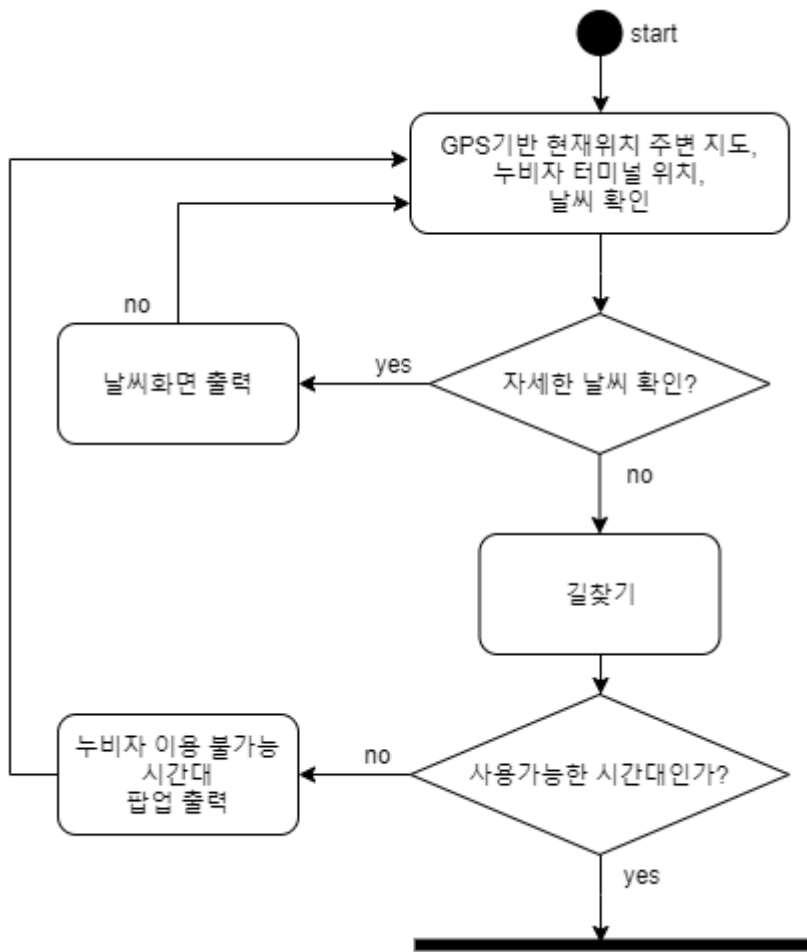 start
GPS기반 현재위치 주변 지도,
누비자 터미널 위치,
날씨 확인
no
날씨화면 출력
yes
자세한 날씨 확인?
no
길찾기
누비자 이용 불가능
시간대
팝업 출력
no
사용가능한 시간대인가?
yes